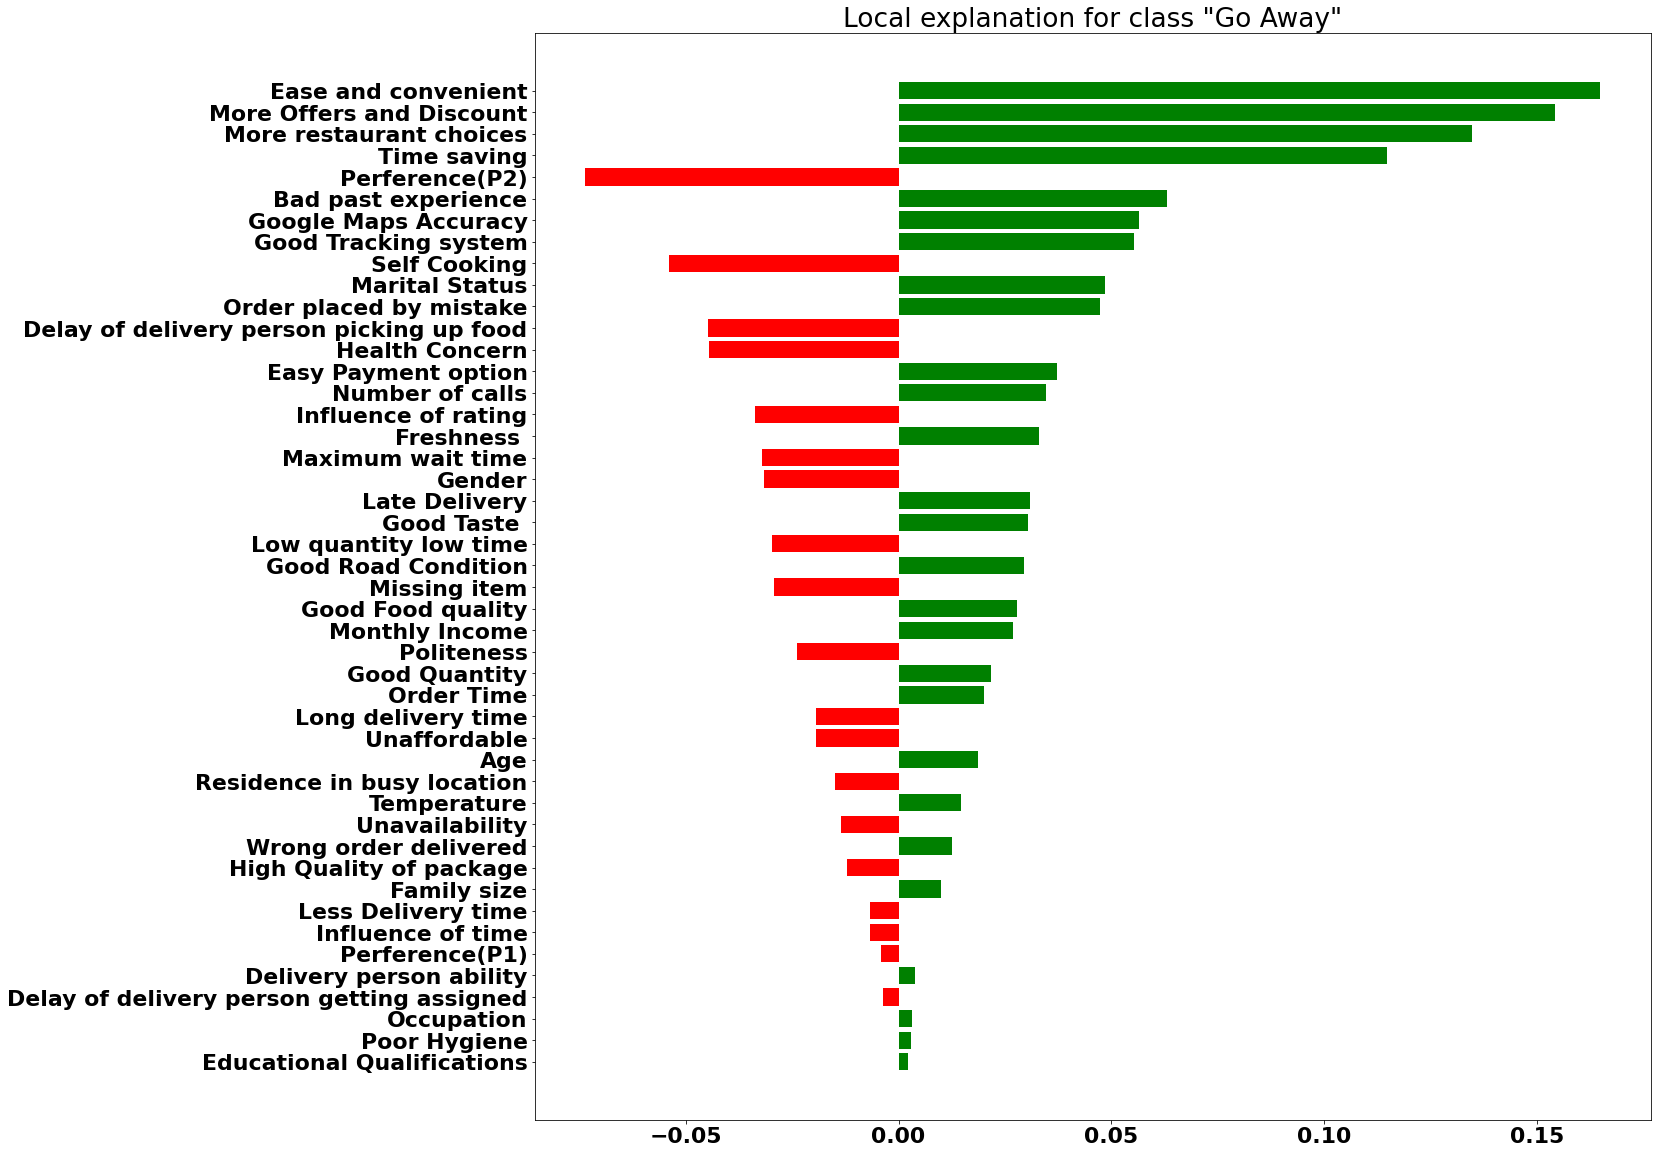 Local explanation for class "Go Away"
Ease and convenient
More Offers and Discount
More restaurant choices
Time saving
Perference(P2)
Bad past experience
Google Maps Accuracy
Good Tracking system
Self Cooking
Marital Status
Order placed by mistake
Delay of delivery person picking up food
Health Concern
Easy Payment option
Number of calls
Influence of rating
Freshness
Maximum wait time
Gender
Late Delivery
Good Taste
Low quantity low time
Good Road Condition
Missing item
Good Food quality
Monthly Income
Politeness
Good Quantity
Order Time
Long delivery time
Unaffordable
Age
Residence in busy location
Temperature
Unavailability
Wrong order delivered
High Quality of package
Family size
Less Delivery time
Influence of time
Perference(P1)
Delivery person ability
Delay of delivery person getting assigned
Occupation
Poor Hygiene
Educational Qualifications
−0.05 0.00 0.05 0.10 0.15